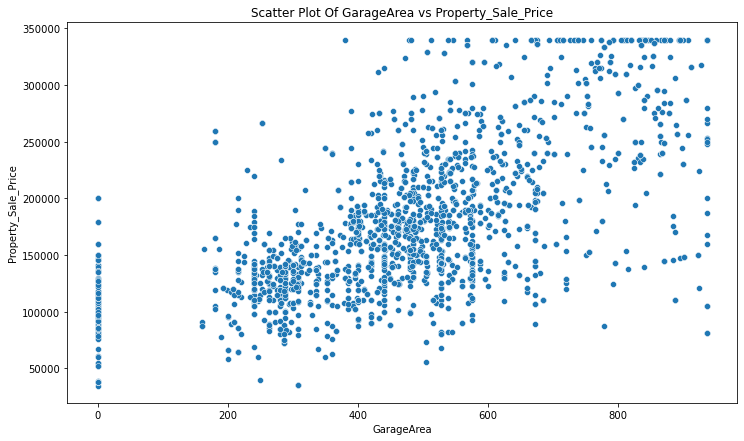 Scatter Plot Of GarageArea vs Property_Sale_Price
350000
300000
250000
200000
150000
100000
50000
Property_Sale_Price
0 200 400 600 800
GarageArea